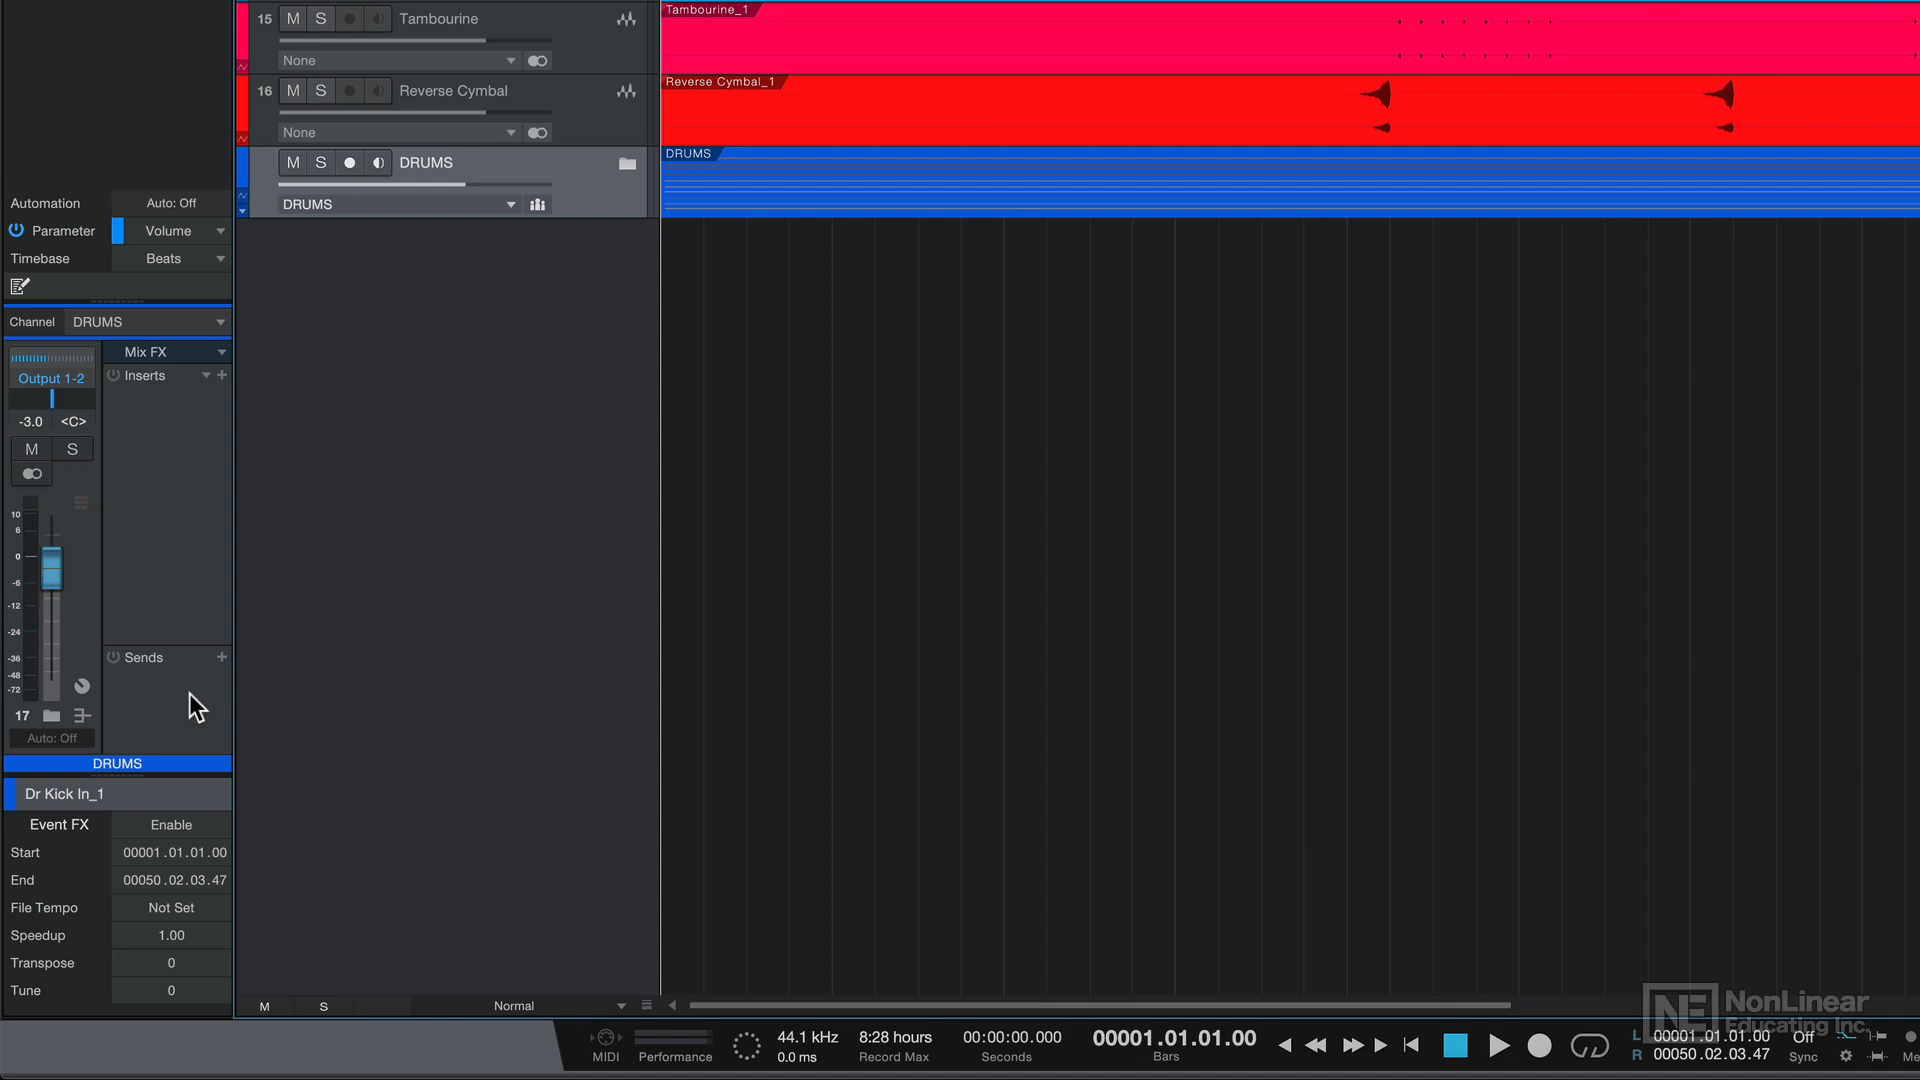 15 M S Tambourine
None
16 M S Reverse Cymbal
None
M S DRUMS
DRUMS
Tambourine_1
Reverse Cymbal_1
DRUMS
Automation Auto: Off
Parameter Volume
Timebase Beats
Channel DRUMS
Mix FX
Inserts
Output 1-2
-3.0 <C>
M S
10
6
0
-6
-12
-24
-36
-48
-72
Sends
17
Auto: Off
DRUMS
Dr Kick In_1
Event FX Enable
Start 00001.01.01.00
End 00050.02.03.47
File Tempo Not Set
Speedup 1.00
Transpose 0
Tune 0
M S Normal
MIDI
Performance
44.1 kHz
0.0 ms
8:28 hours
Record Max
00:00:00.000
Seconds
00001.01.01.00
Bars
L 00001.01.01.00
R 00050.02.03.47
Off
Sync
Me
NE NonLinear
Educating Inc.